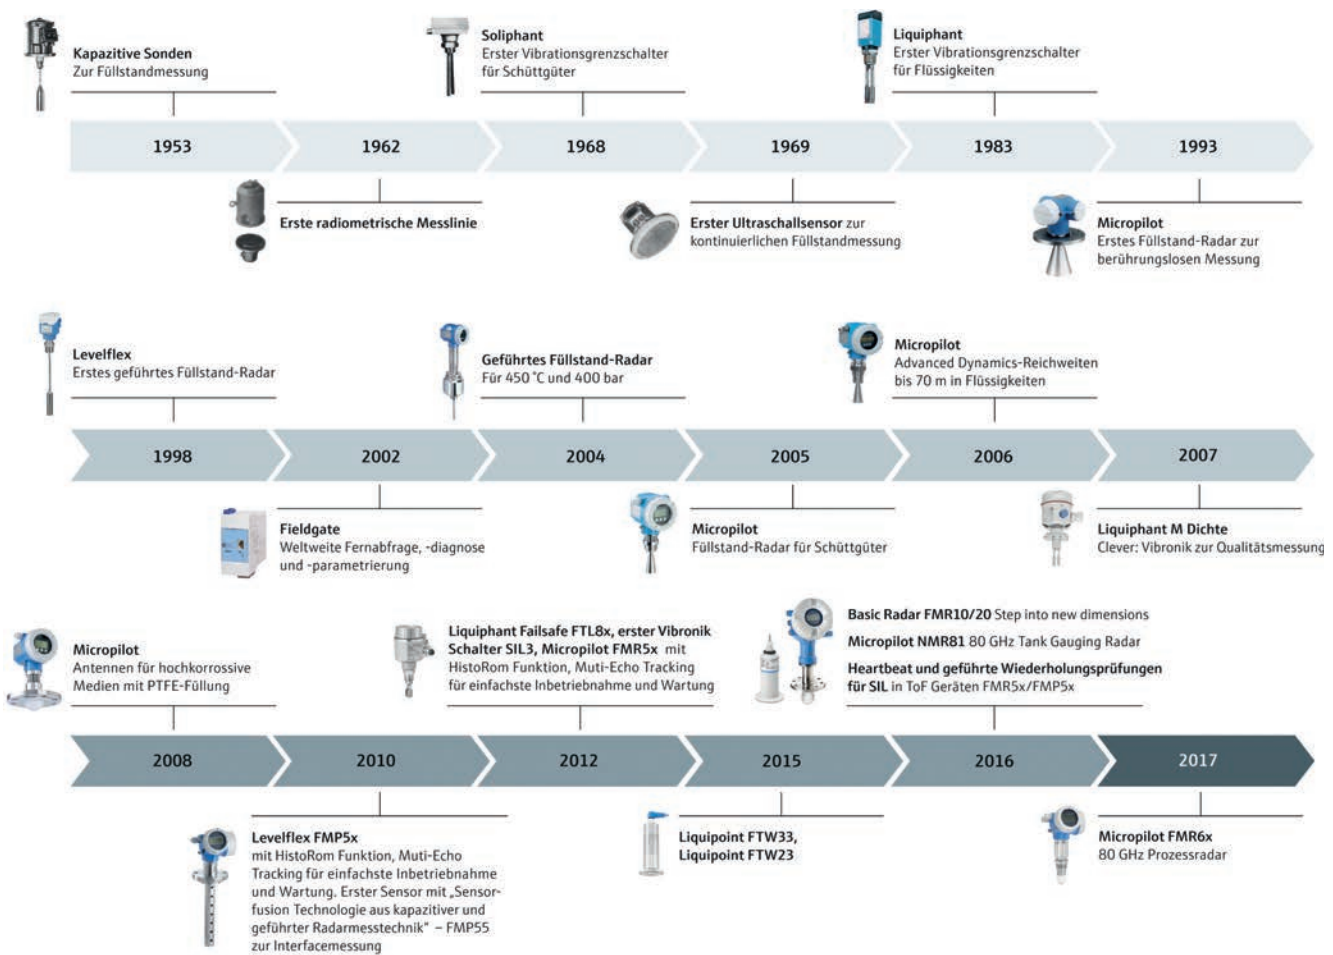 Kapazitive Sonden
Zur Füllstandmessung
Soliphant
Erster Vibrationsgrenzschalter
für Schüttgüter
Liquiphant
Erster Vibrationsgrenzschalter
für Flüssigkeiten
1953
1962
1968
1969
1983
1993
Erste radiometrische Messlinie
Erster Ultraschallsensor zur
kontinuierlichen Füllstandmessung
Micropilot
Erstes Füllstand-Radar zur
berührungslosen Messung
Levelflex
Erstes geführtes Füllstand-Radar
Geführtes Füllstand-Radar
Für 450 °C und 400 bar
Micropilot
Advanced Dynamics-Reichweiten
bis 70 m in Flüssigkeiten
1998
2002
2004
2005
2006
2007
Fieldgate
Weltweite Fernabfrage, -diagnose
und -parametrierung
Micropilot
Füllstand-Radar für Schüttgüter
Liquiphant M Dichte
Clever: Vibronik zur Qualitätsmessung
Micropilot
Antennen für hochkorrossive
Medien mit PTFE-Füllung
Liquiphant Failsafe FTL8x, erster Vibronik
Schalter SIL3, Micropilot FMR5x mit
HistoRom Funktion, Muti-Echo Tracking
für einfachste Inbetriebnahme und Wartung
Basic Radar FMR10/20 Step into new dimensions
Micropilot NMR81 80 GHz Tank Gauging Radar
Heartbeat und geführte Wiederholungsprüfungen
für SIL in ToF Geräten FMR5x/FMP5x
2008
2010
2012
2015
2016
2017
Levelflex FMP5x
mit HistoRom Funktion, Muti-Echo
Tracking für einfachste Inbetriebnahme
und Wartung. Erster Sensor mit „Sensor-
fusion Technologie aus kapazitiver und
geführter Radarmesstechnik“ – FMP55
zur Interfacemessung
Liquipoint FTW33,
Liquipoint FTW23
Micropilot FMR6x
80 GHz Prozessradar